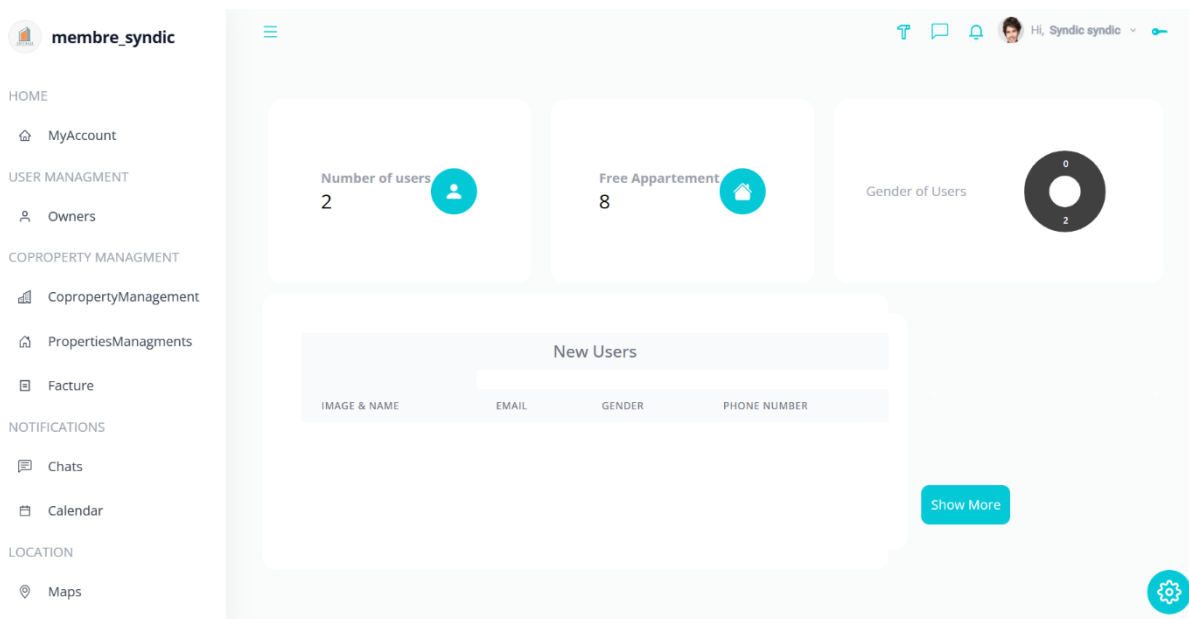 membre_syndic
Hi, Syndic syndic
HOME
MyAccount
USER MANAGMENT
Owners
COPROPERTY MANAGMENT
CopropertyManagement
PropertiesManagments
Facture
NOTIFICATIONS
Chats
Calendar
LOCATION
Maps
Number of users
2
Free Appartement
8
Gender of Users
0
2
New Users
IMAGE & NAME EMAIL GENDER PHONE NUMBER
Show More